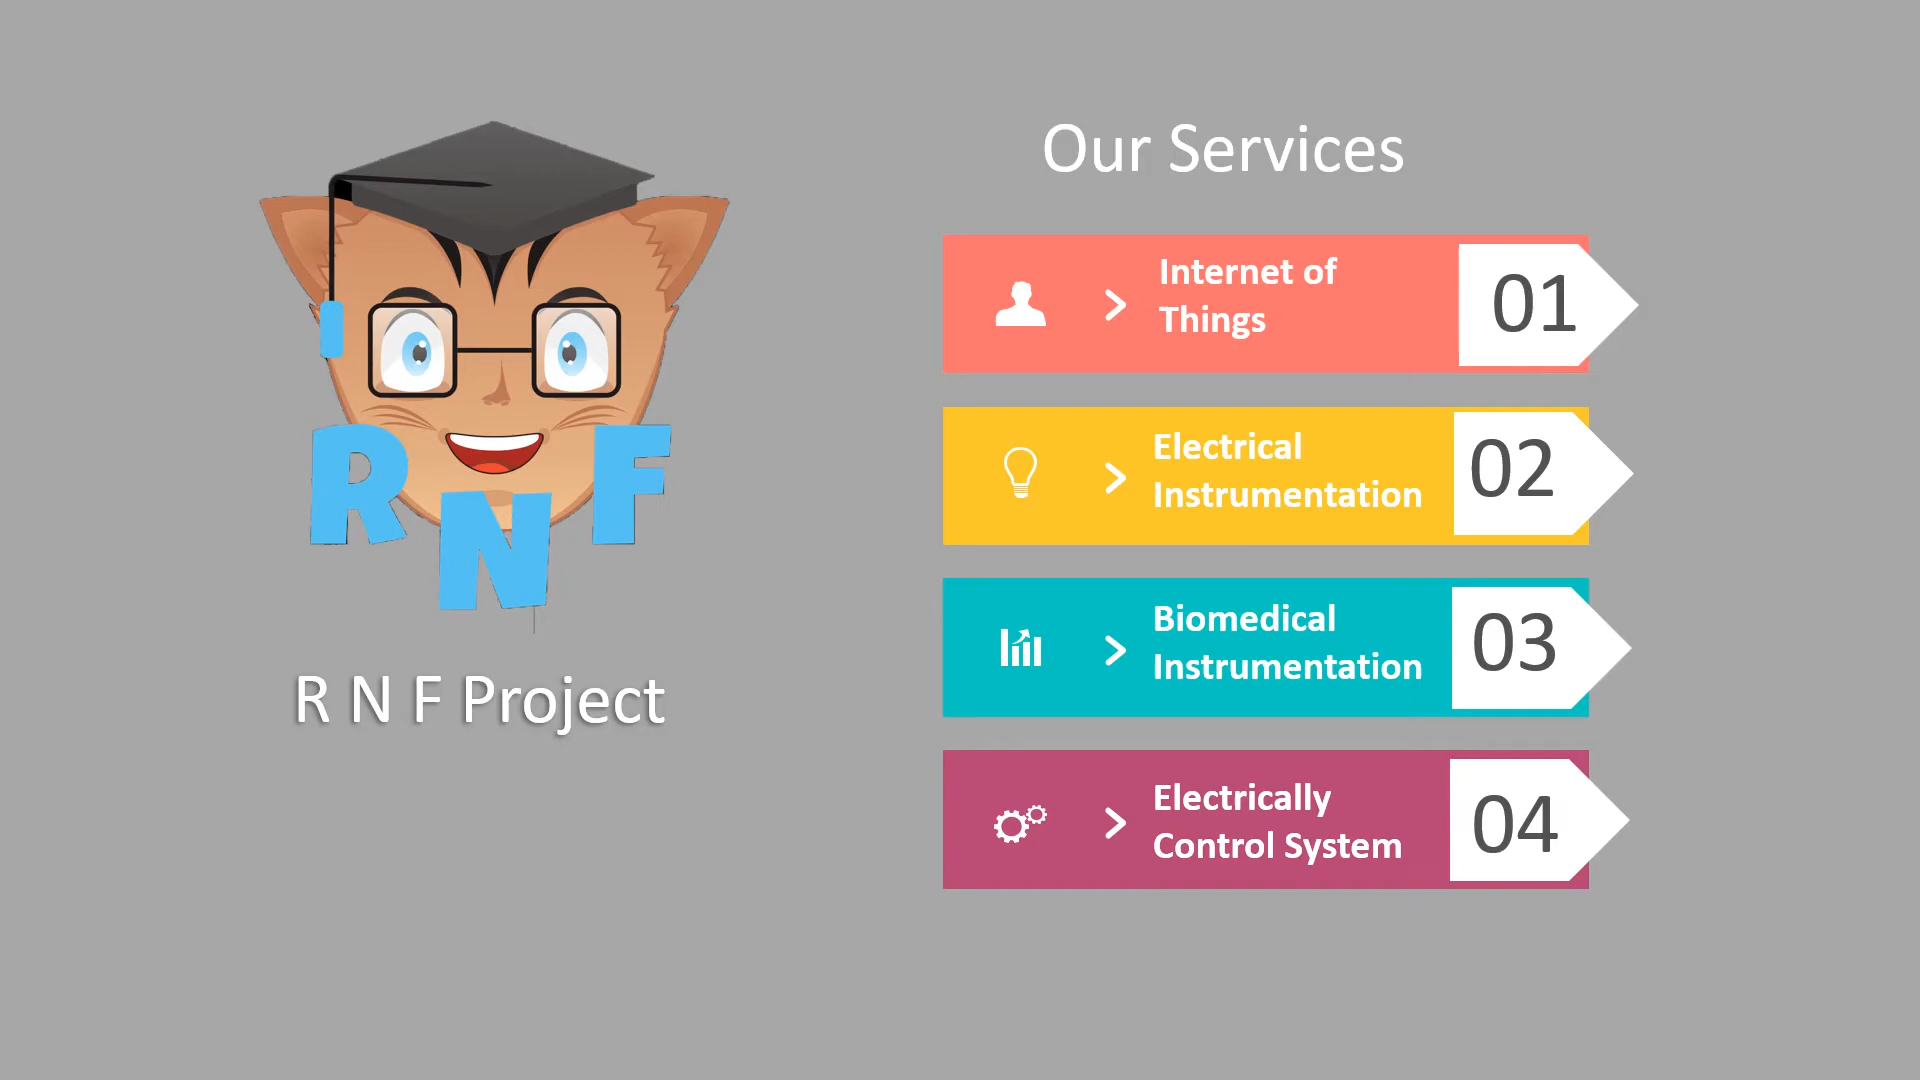 R N F
R N F Project
Our Services
Internet of
Things
01
Electrical
Instrumentation
02
Biomedical
Instrumentation
03
Electrically
Control System
04